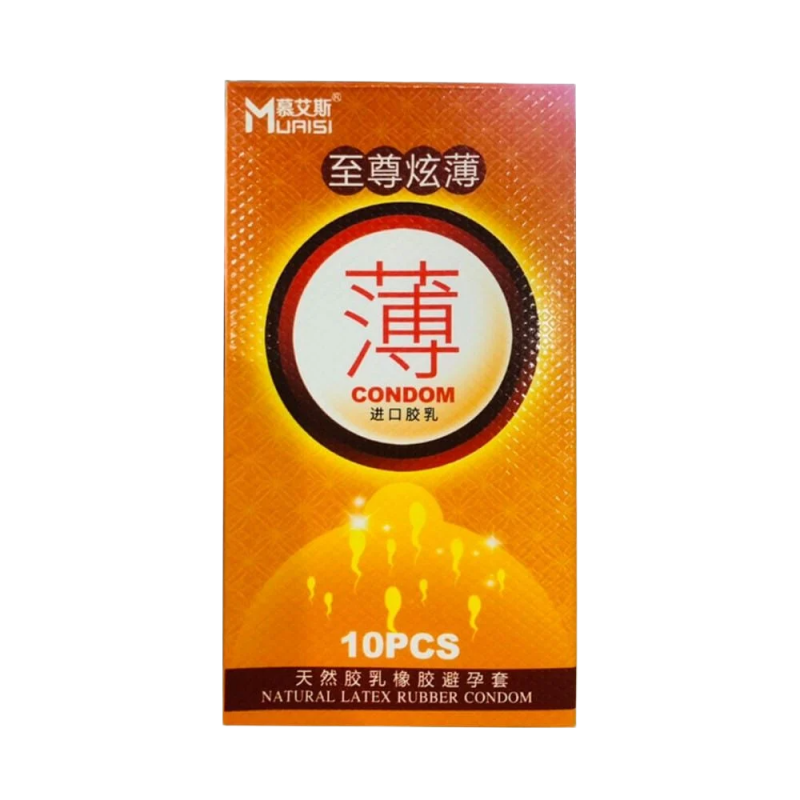 慕艾斯®
MUAISI
至尊炫薄
薄
CONDOM
进口胶乳
10PCS
天然胶乳橡胶避孕套
NATURAL LATEX RUBBER CONDOM